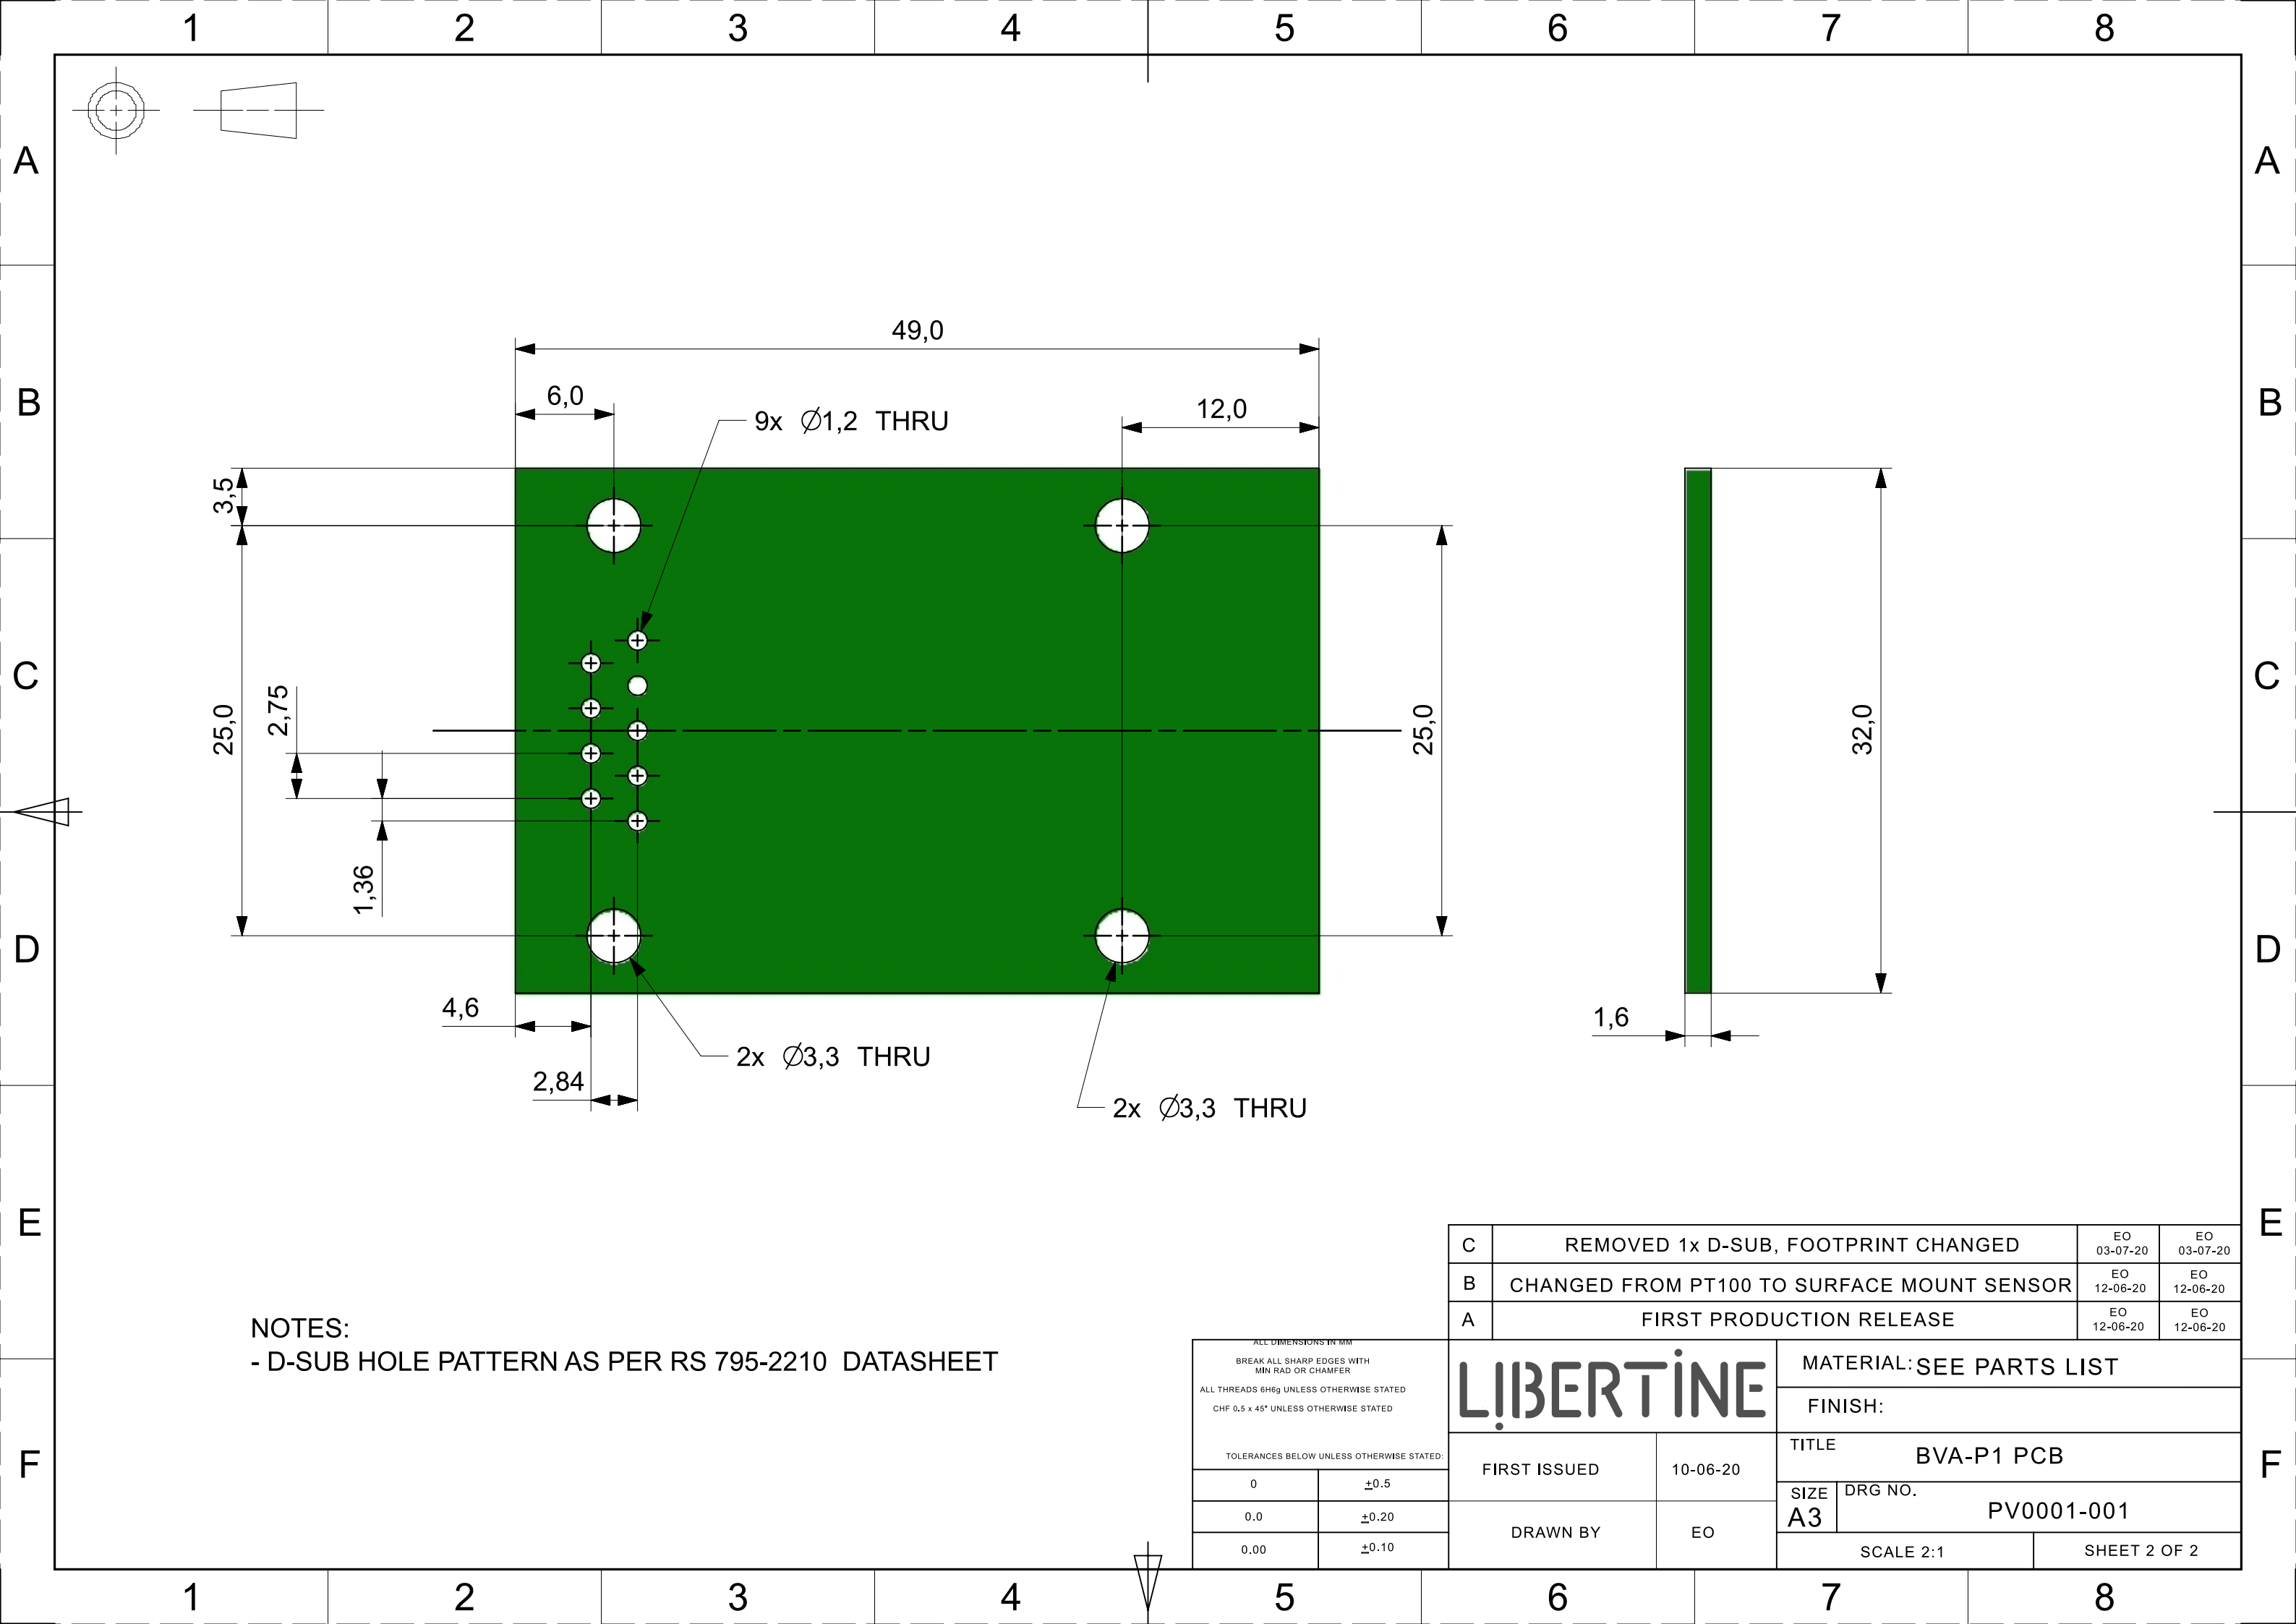 1 2 3 4 5 6 7 8
A A
B B
C C
D D
E E
F F
49,0
6,0
12,0
9x Ø1,2 THRU
3,5
25,0
2,75
1,36
25,0
32,0
4,6
2,84
2x Ø3,3 THRU
2x Ø3,3 THRU
1,6
NOTES:
- D-SUB HOLE PATTERN AS PER RS 795-2210 DATASHEET
C REMOVED 1x D-SUB, FOOTPRINT CHANGED EO 03-07-20 EO 03-07-20
B CHANGED FROM PT100 TO SURFACE MOUNT SENSOR EO 12-06-20 EO 12-06-20
A FIRST PRODUCTION RELEASE EO 12-06-20 EO 12-06-20
ALL DIMENSIONS IN MM
BREAK ALL SHARP EDGES WITH
MIN RAD OR CHAMFER
ALL THREADS 6H6g UNLESS OTHERWISE STATED
CHF 0.5 x 45° UNLESS OTHERWISE STATED
TOLERANCES BELOW UNLESS OTHERWISE STATED:
0 ±0.5
0.0 ±0.20
0.00 ±0.10
LIBERTINE
FIRST ISSUED 10-06-20
DRAWN BY EO
MATERIAL: SEE PARTS LIST
FINISH:
TITLE
BVA-P1 PCB
SIZE
A3
DRG NO.
PV0001-001
SCALE 2:1
SHEET 2 OF 2
1 2 3 4 5 6 7 8